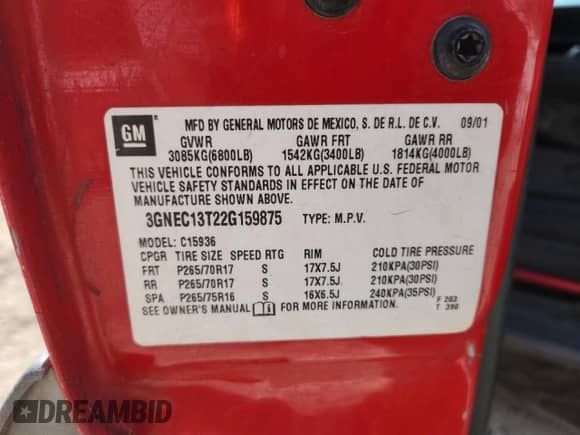 GM
MFD BY GENERAL MOTORS DE MEXICO, S. DE R.L. DE C.V. 09/01
GVWR GAWR FRT GAWR RR
3085KG(6800LB) 1542KG(3400LB) 1814KG(4000LB)
THIS VEHICLE CONFORMS TO ALL APPLICABLE U.S. FEDERAL MOTOR
VEHICLE SAFETY STANDARDS IN EFFECT ON THE DATE OF
MANUFACTURE SHOWN ABOVE.
3GNEC13T22G159875 TYPE: M.P.V.
MODEL: C15936
CPGR TIRE SIZE SPEED RTG RIM COLD TIRE PRESSURE
FRT P265/70R17 S 17X7.5J 210KPA(30PSI)
RR P265/70R17 S 17X7.5J 210KPA(30PSI)
SPA P265/75R16 S 16X6.5J 240KPA(35PSI)
SEE OWNER'S MANUAL FOR MORE INFORMATION.
F 203
T 390
DREAMBID